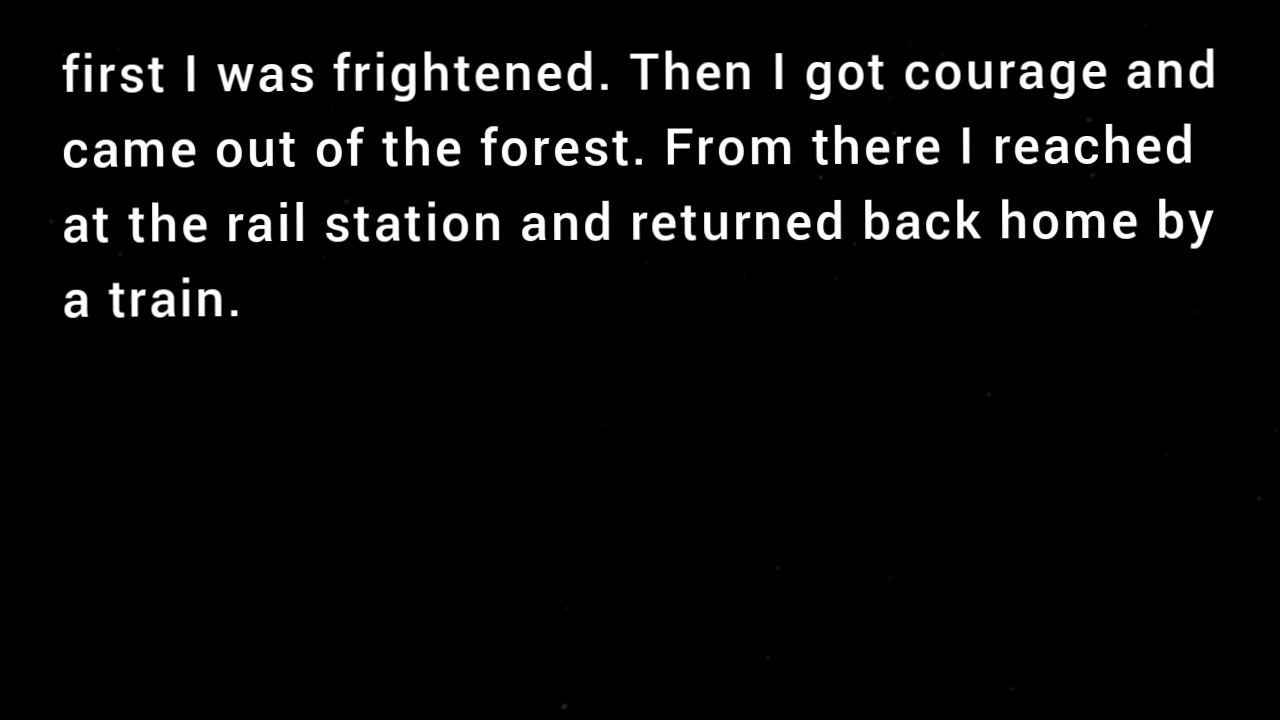 first I was frightened. Then I got courage and
came out of the forest. From there I reached
at the rail station and returned back home by
a train.